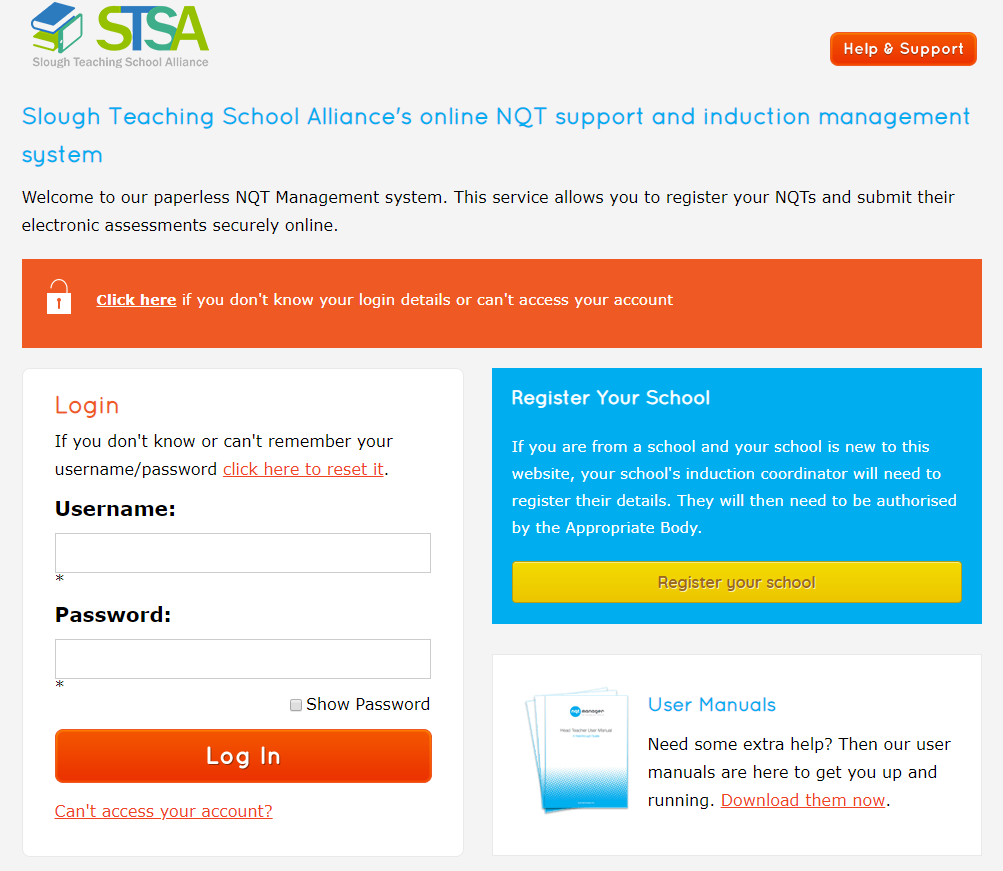 STSA
Slough Teaching School Alliance
Help & Support
Slough Teaching School Alliance's online NQT support and induction management
system
Welcome to our paperless NQT Management system. This service allows you to register your NQTs and submit their
electronic assessments securely online.
Click here if you don't know your login details or can't access your account
Login
If you don't know or can't remember your
username/password click here to reset it.
Username:
*
Password:
*
Show Password
Log In
Can't access your account?
Register Your School
If you are from a school and your school is new to this
website, your school's induction coordinator will need to
register their details. They will then need to be authorised
by the Appropriate Body.
Register your school
nqt manager
Head Teacher User Manual
User Manuals
Need some extra help? Then our user
manuals are here to get you up and
running. Download them now.